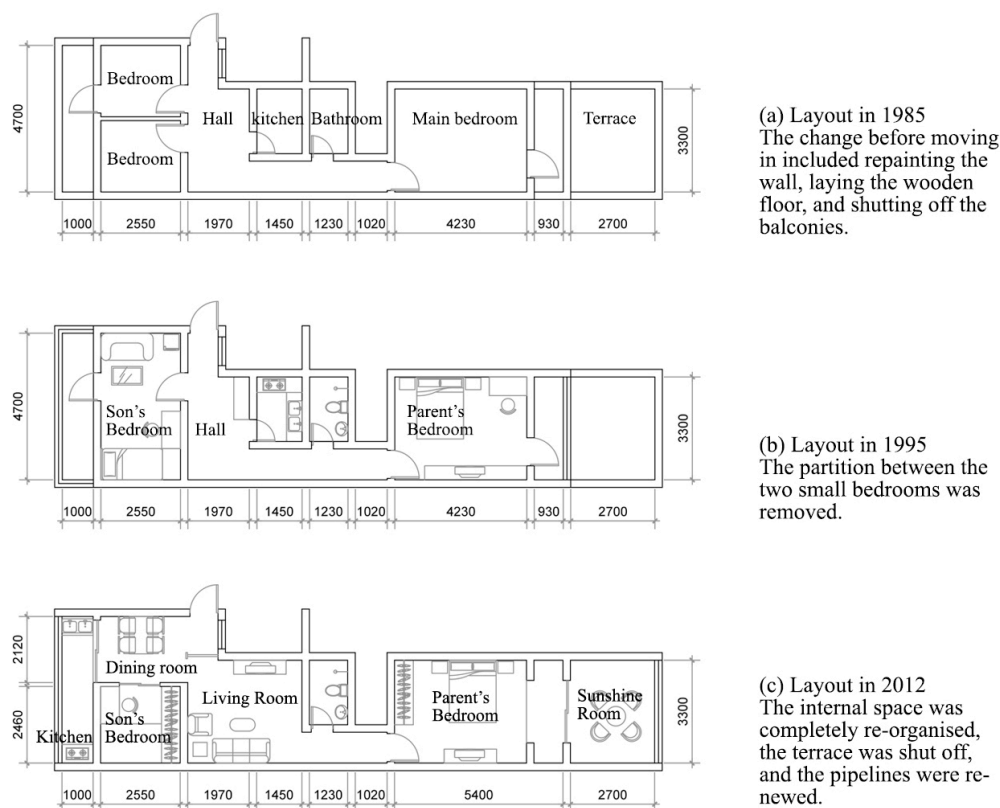 Bedroom
Bedroom
Hall
kitchen
Bathroom
Main bedroom
Terrace
4700
3300
1000 2550 1970 1450 1230 1020 4230 930 2700
(a) Layout in 1985
The change before moving
in included repainting the
wall, laying the wooden
floor, and shutting off the
balconies.
Son's
Bedroom
Hall
Parent's
Bedroom
4700
3300
1000 2550 1970 1450 1230 1020 4230 930 2700
(b) Layout in 1995
The partition between the
two small bedrooms was
removed.
Dining room
Living Room
Son's
Bedroom
Kitchen
Parent's
Bedroom
Sunshine
Room
2120
2460
3300
1000 2550 1970 1450 1230 1020 5400 2700
(c) Layout in 2012
The internal space was
completely re-organised,
the terrace was shut off,
and the pipelines were re-
newed.